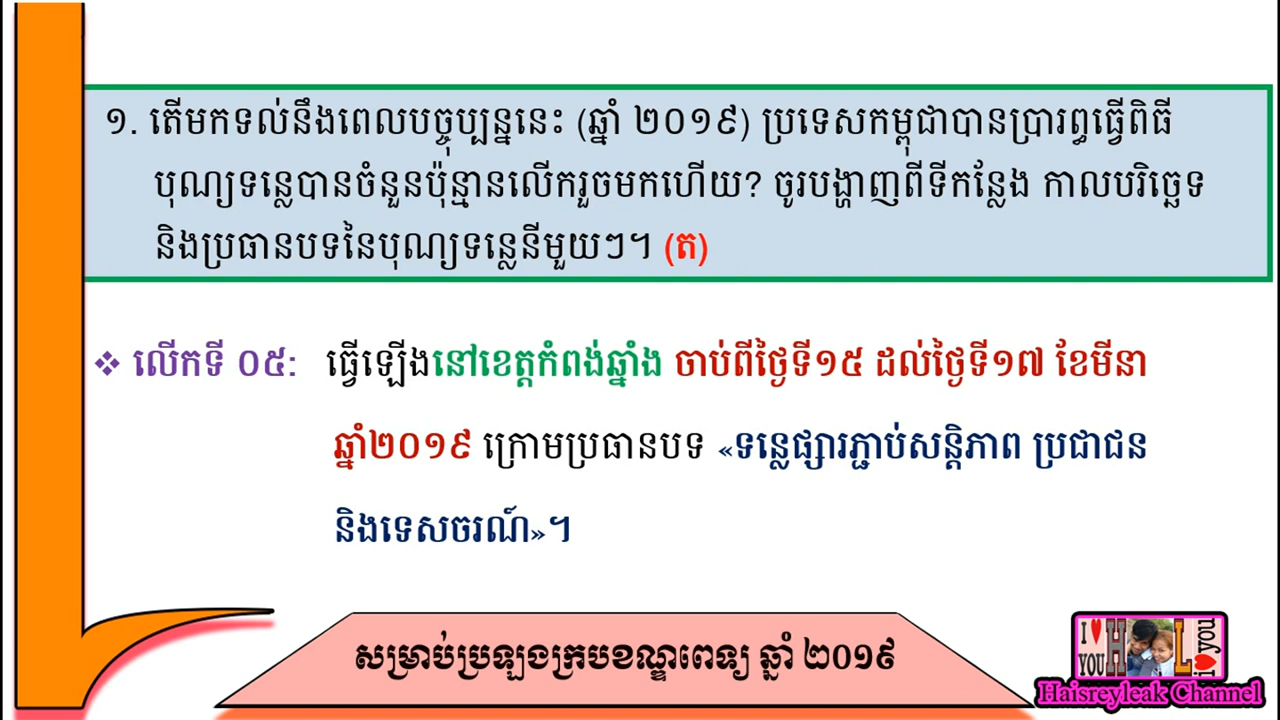 ១. តើមកទល់នឹងពេលបច្ចុប្បន្ននេះ (ឆ្នាំ ២០១៩) ប្រទេសកម្ពុជាបានប្រារព្ធធ្វើពិធី
បុណ្យទន្លេបានចំនួនប៉ុន្មានលើករួចមកហើយ? ចូរបង្ហាញពីទីកន្លែង កាលបរិច្ឆេទ
និងប្រធានបទនៃបុណ្យទន្លេនីមួយៗ។ (ត)
❖ លើកទី ០៥: ធ្វើឡើងនៅខេត្តកំពង់ឆ្នាំង ចាប់ពីថ្ងៃទី១៥ ដល់ថ្ងៃទី១៧ ខែមីនា
ឆ្នាំ២០១៩ ក្រោមប្រធានបទ «ទន្លេផ្សារភ្ជាប់សន្តិភាព ប្រជាជន
និងទេសចរណ៍»។
សម្រាប់ប្រឡងក្របខណ្ឌពេទ្យ ឆ្នាំ ២០១៩
I ♥ YOU H L i ♥ you
Haisreyleak Channel